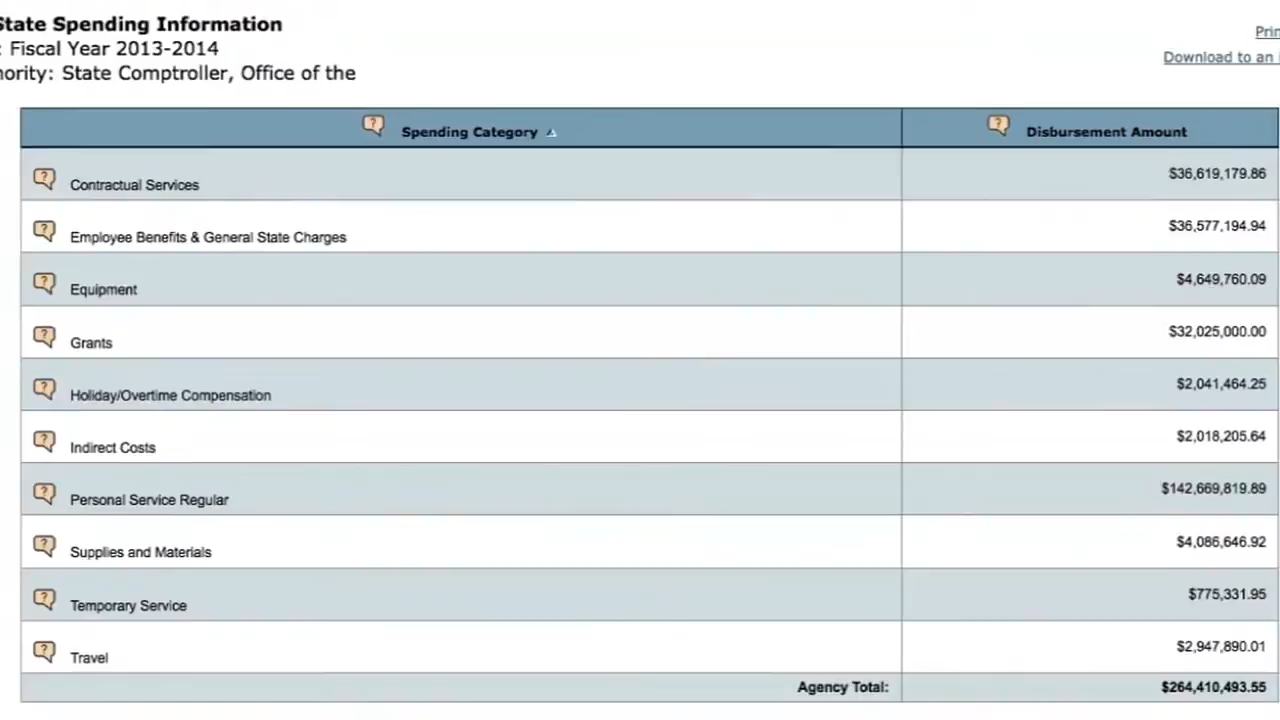 State Spending Information
: Fiscal Year 2013-2014
nority: State Comptroller, Office of the
Prin
Download to an
Spending Category Disbursement Amount
Contractual Services $36,619,179.86
Employee Benefits & General State Charges $36,577,194.94
Equipment $4,649,760.09
Grants $32,025,000.00
Holiday/Overtime Compensation $2,041,464.25
Indirect Costs $2,018,205.64
Personal Service Regular $142,669,819.89
Supplies and Materials $4,086,646.92
Temporary Service $775,331.95
Travel $2,947,890.01
Agency Total: $264,410,493.55